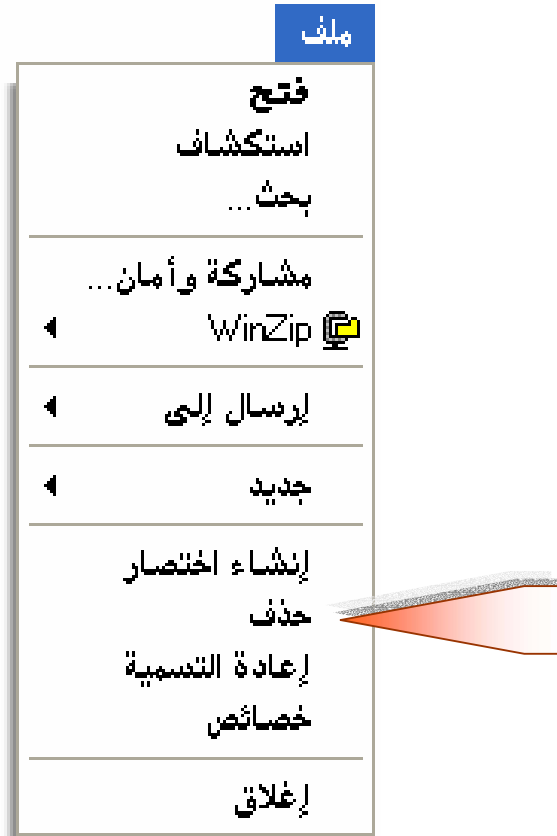 ملف
فتح
استكشاف
بحث...
مشاركة وأمان...
WinZip
إرسال إلى
جديد
إنشاء اختصار
حذف
إعادة التسمية
خصائص
إغلاق